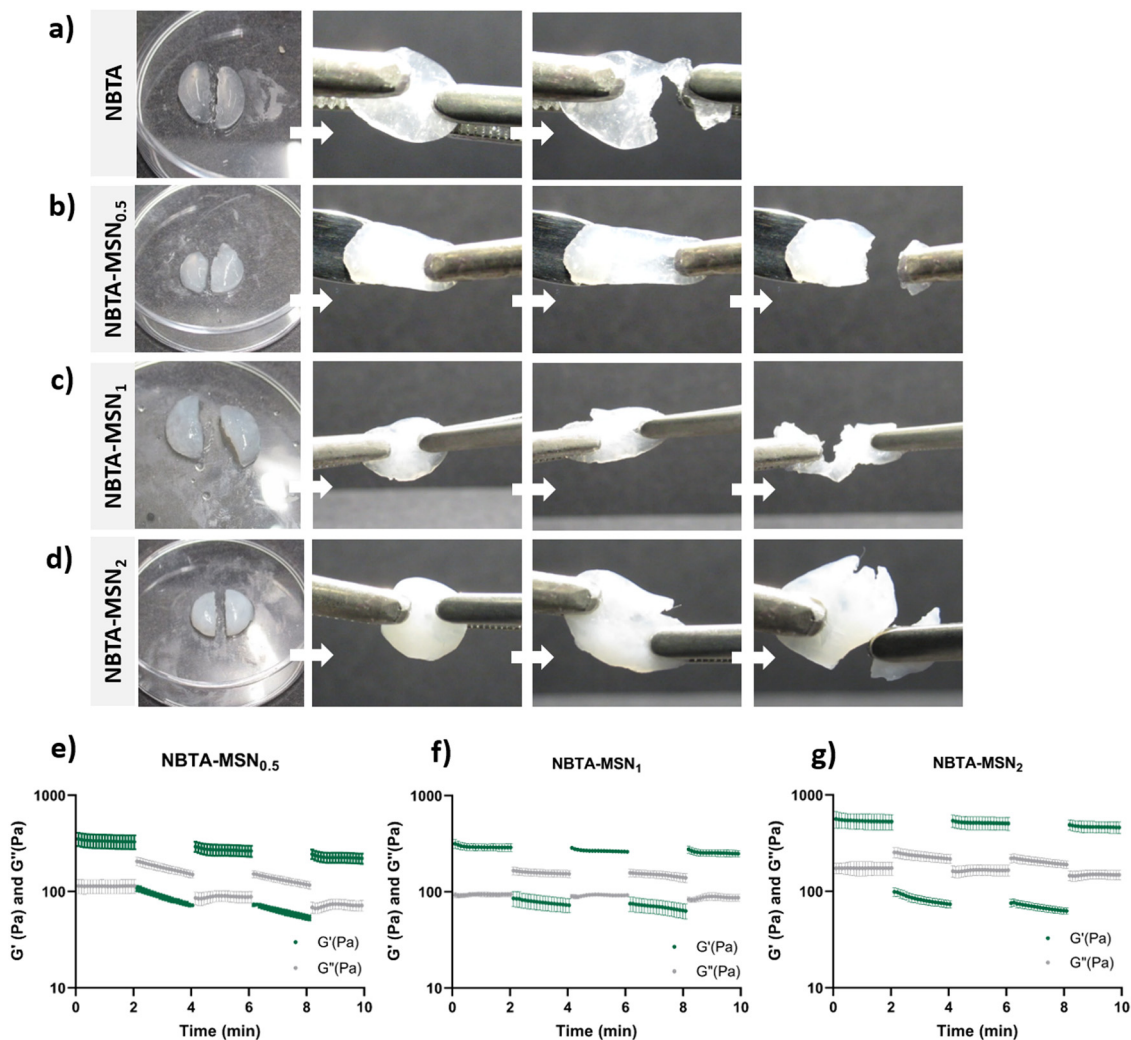 a)
NBTA
b)
NBTA-MSN0.5
c)
NBTA-MSN1
d)
NBTA-MSN2
e)
NBTA-MSN0.5
1000
100
10
G' (Pa) and G''(Pa)
G'(Pa)
G''(Pa)
0 2 4 6 8 10
Time (min)
f)
NBTA-MSN1
1000
100
10
G' (Pa) and G''(Pa)
G'(Pa)
G''(Pa)
0 2 4 6 8 10
Time (min)
g)
NBTA-MSN2
1000
100
10
G' (Pa) and G''(Pa)
G'(Pa)
G''(Pa)
0 2 4 6 8 10
Time (min)